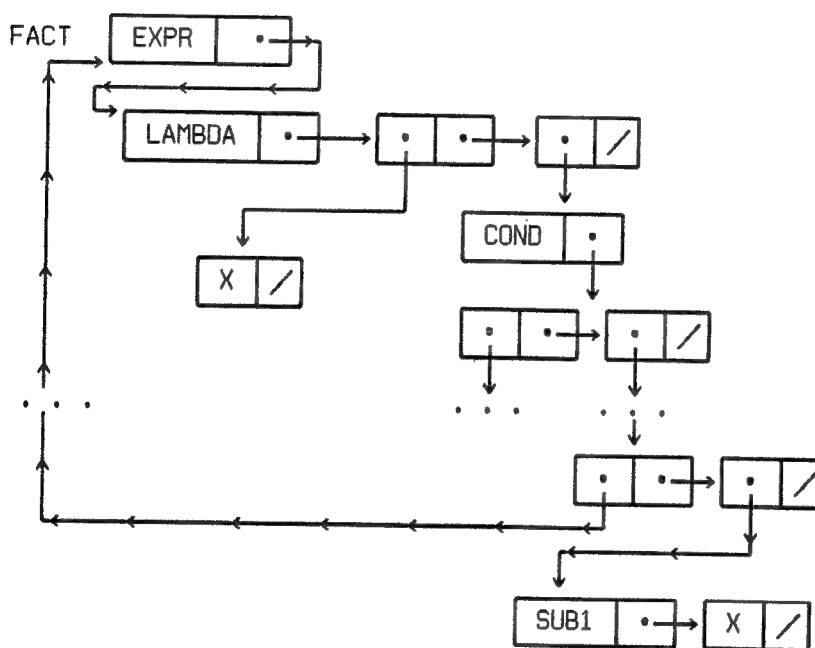 FACT EXPR
LAMBDA
COND
X
. . .
. . . . . .
SUB1 X